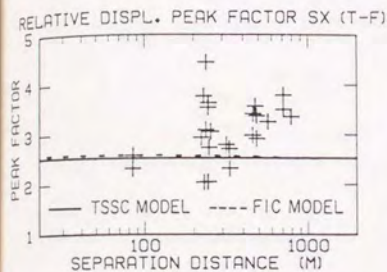 RELATIVE DISPL. PEAK FACTOR SX (T-F)
5
4
3
2
1
PEAK FACTOR
TSSC MODEL
FIC MODEL
100
1000
SEPARATION DISTANCE (M)